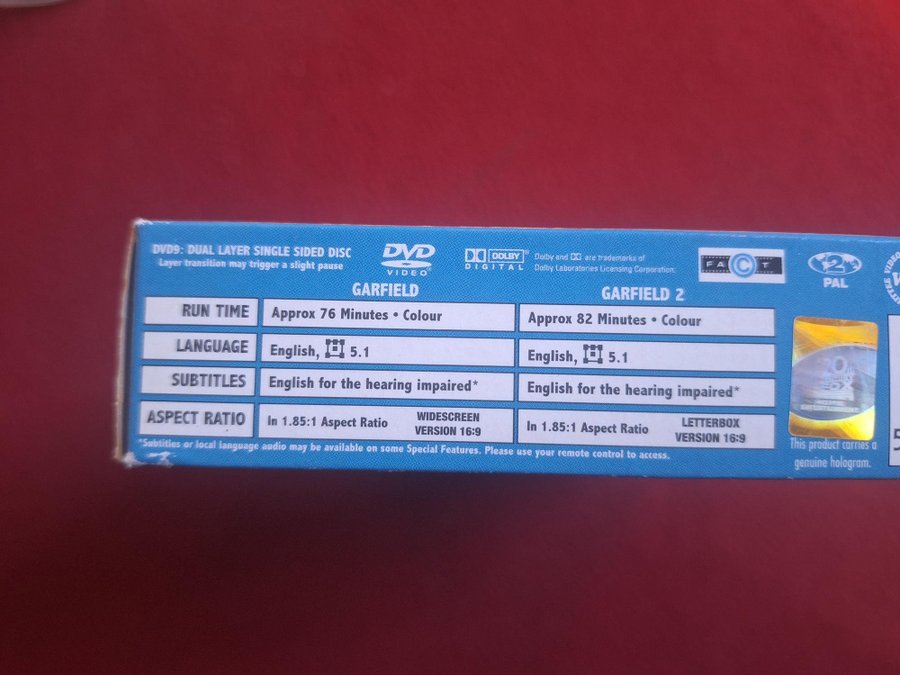 DVD9: DUAL LAYER SINGLE SIDED DISC
Layer transition may trigger a slight pause
DVD
VIDEO
DOLBY
DIGITAL
Dolby and are trademarks of
Dolby Laboratories Licensing Corporation.
FACT
2
PAL
GARFIELD
GARFIELD 2
RUN TIME
Approx 76 Minutes • Colour
Approx 82 Minutes • Colour
LANGUAGE
English, 5.1
English, 5.1
SUBTITLES
English for the hearing impaired*
English for the hearing impaired*
ASPECT RATIO
In 1.85:1 Aspect Ratio
WIDESCREEN
VERSION 16:9
In 1.85:1 Aspect Ratio
LETTERBOX
VERSION 16:9
*Subtitles or local language audio may be available on some Special Features. Please use your remote control to access.
This product carries a
genuine hologram.